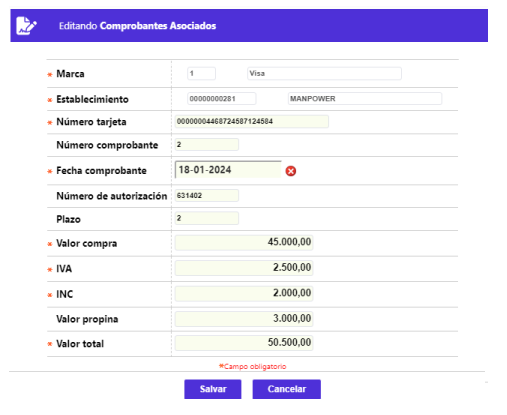 Editando Comprobantes Asociados
* Marca 1 Visa
* Establecimiento 00000000281 MANPOWER
* Número tarjeta 00000004468724587124584
Número comprobante 2
* Fecha comprobante 18-01-2024
Número de autorización 631402
Plazo 2
* Valor compra 45.000,00
* IVA 2.500,00
* INC 2.000,00
Valor propina 3.000,00
* Valor total 50.500,00
*Campo obligatorio
Salvar Cancelar